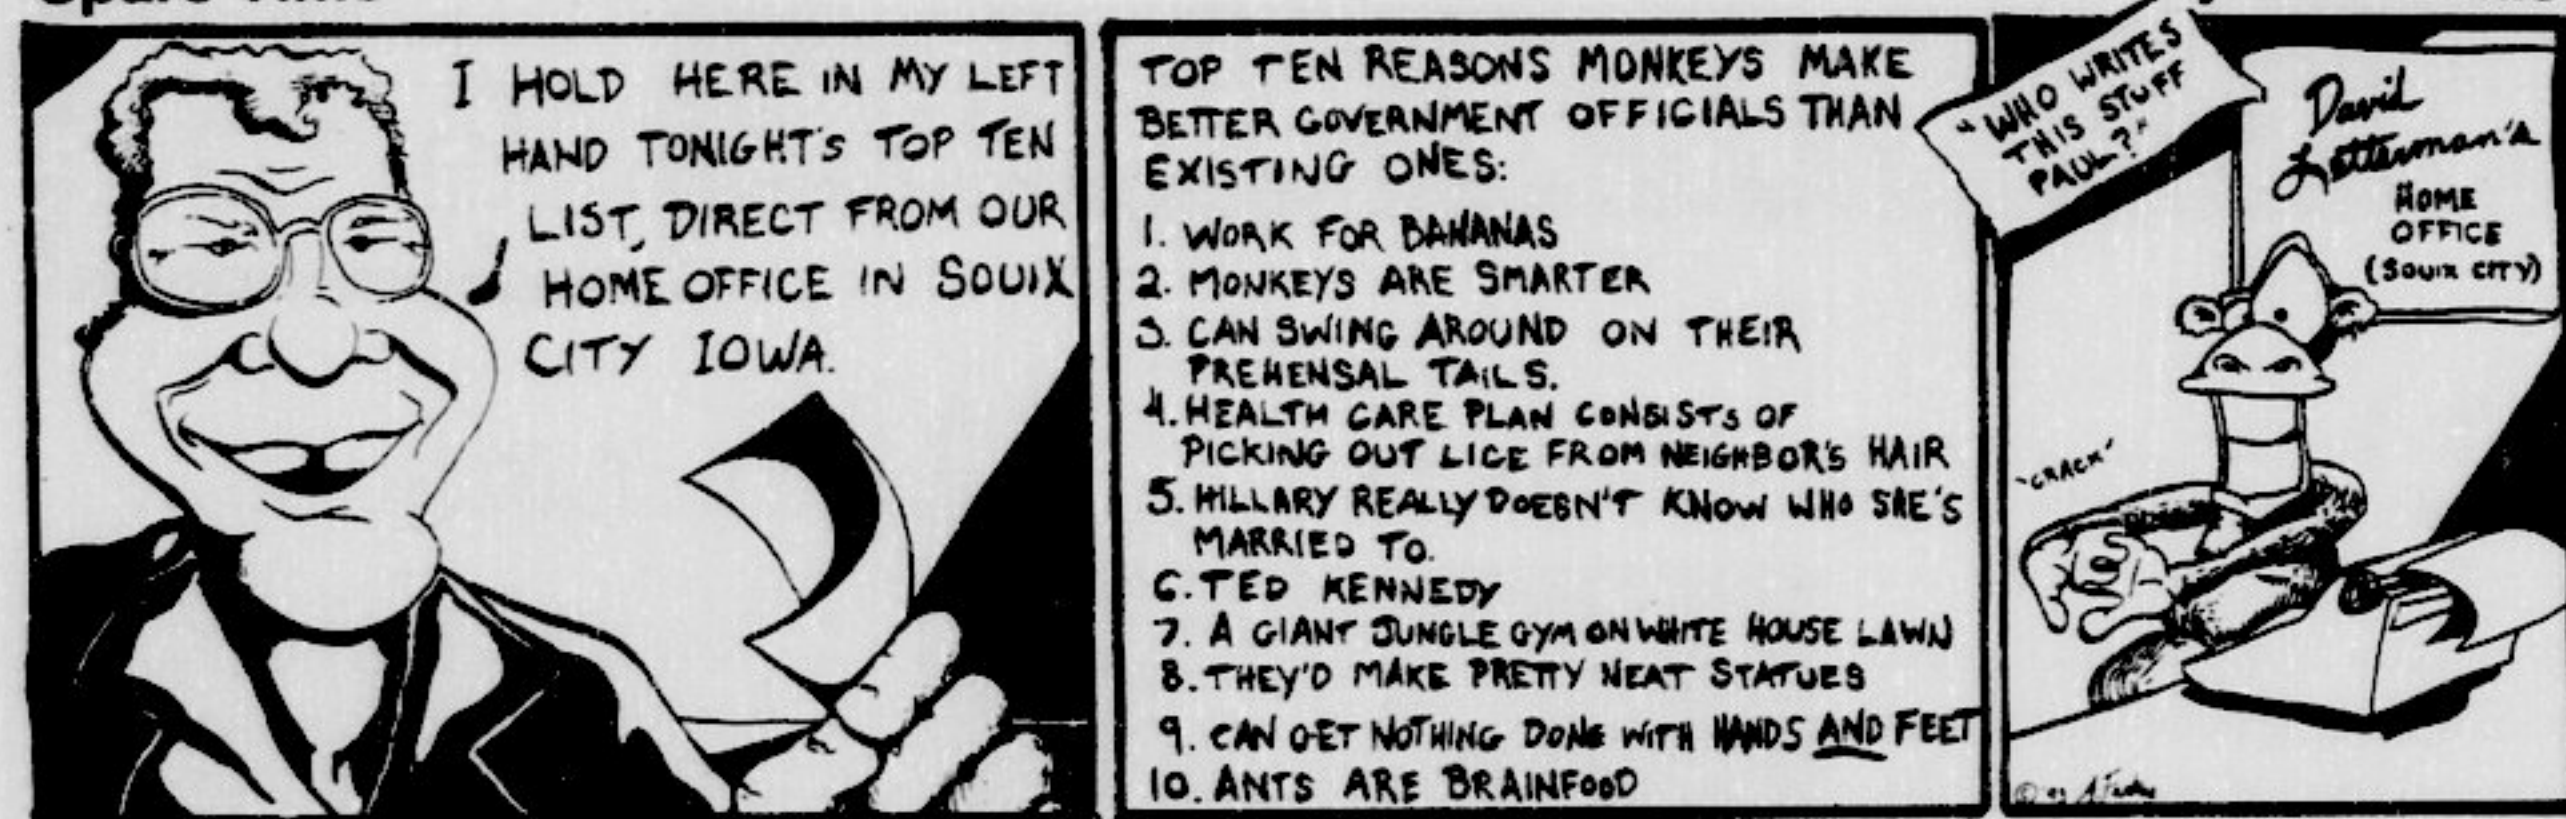 I HOLD HERE IN MY LEFT
HAND TONIGHT'S TOP TEN
LIST, DIRECT FROM OUR
HOME OFFICE IN SOUIX
CITY IOWA.
TOP TEN REASONS MONKEYS MAKE
BETTER GOVERNMENT OFFICIALS THAN
EXISTING ONES:
1. WORK FOR BANANAS
2. MONKEYS ARE SMARTER
3. CAN SWING AROUND ON THEIR
PREHENSAL TAILS.
4. HEALTH CARE PLAN CONSISTS OF
PICKING OUT LICE FROM NEIGHBOR'S HAIR
5. HILLARY REALLY DOESN'T KNOW WHO SHE'S
MARRIED TO.
6. TED KENNEDY
7. A GIANT JUNGLE GYM ON WHITE HOUSE LAWN
8. THEY'D MAKE PRETTY NEAT STATUES
9. CAN GET NOTHING DONE WITH HANDS AND FEET
10. ANTS ARE BRAINFOOD
"WHO WRITES
THIS STUFF
PAUL?"
David
Letterman's
HOME
OFFICE
(SOUIX CITY)
"CRACK"